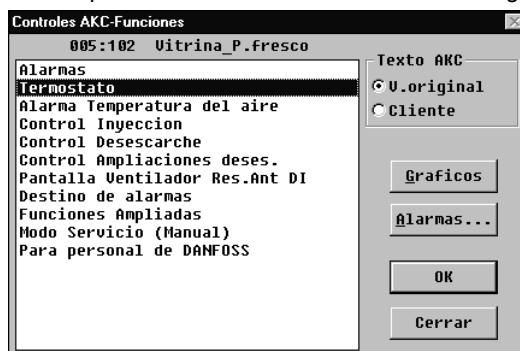 Controles AKC-Funciones
005:102 Vitrina_P.fresco
Alarmas
Termostato
Alarma Temperatura del aire
Control Inyeccion
Control Desescarche
Control Ampliaciones deses.
Pantalla Ventilador Res.Ant DI
Destino de alarmas
Funciones Ampliadas
Modo Servicio (Manual)
Para personal de DANFOSS
Texto AKC
V.original
Cliente
Graficos
Alarmas...
OK
Cerrar